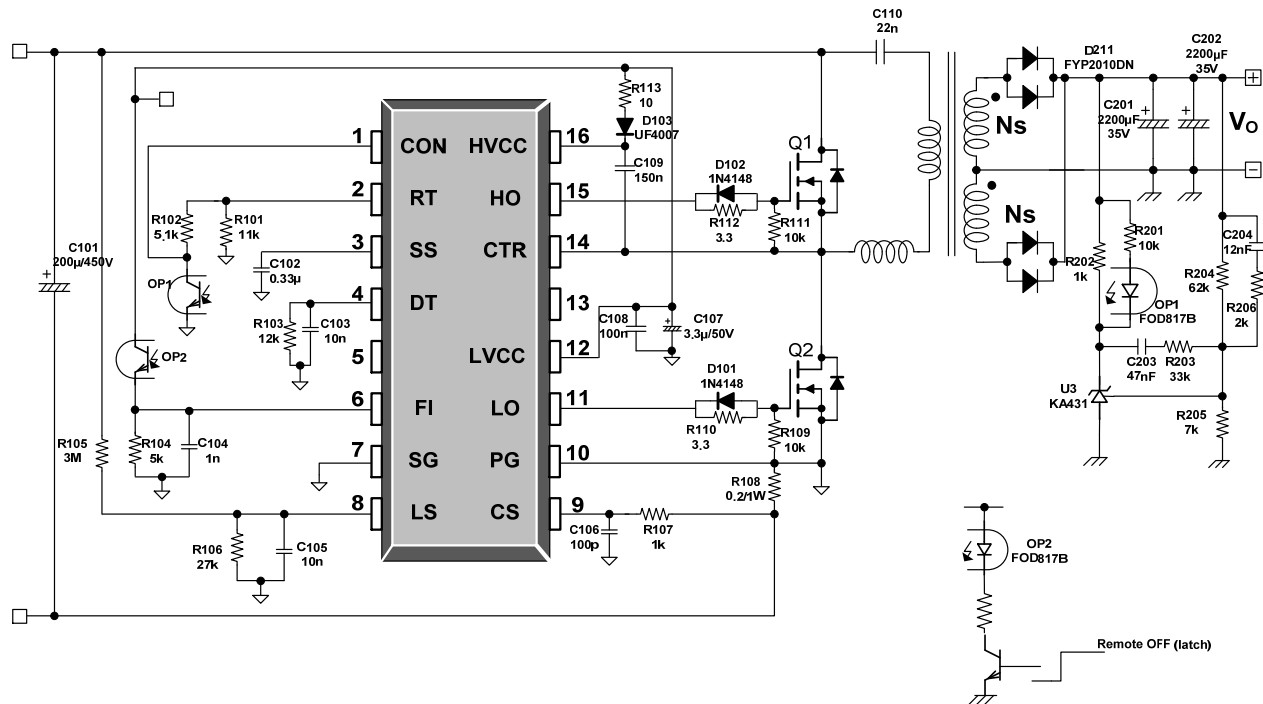 C110
22n
D211
FYP2010DN
C202
2200µF
35V
C201
2200µF
35V
+
VO
-
Ns
Ns
R113
10
D103
UF4007
C109
150n
1
CON
HVCC
16
2
RT
HO
15
3
SS
CTR
14
4
DT
13
5
LVCC
12
6
FI
LO
11
7
SG
PG
10
8
LS
CS
9
Q1
D102
1N4148
R112
3.3
R111
10k
R102
5.1k
R101
11k
C101
200µ/450V
+
C102
0.33µ
OP1
R103
12k
C103
10n
OP2
C108
100n
+
C107
3.3µ/50V
Q2
D101
1N4148
R110
3.3
R109
10k
R105
3M
R104
5k
C104
1n
R108
0.2/1W
C106
100p
R107
1k
R106
27k
C105
10n
+
+
R201
10k
R202
1k
OP1
FOD817B
C204
12nF
R204
62k
R206
2k
C203
47nF
R203
33k
U3
KA431
R205
7k
OP2
FOD817B
Remote OFF (latch)